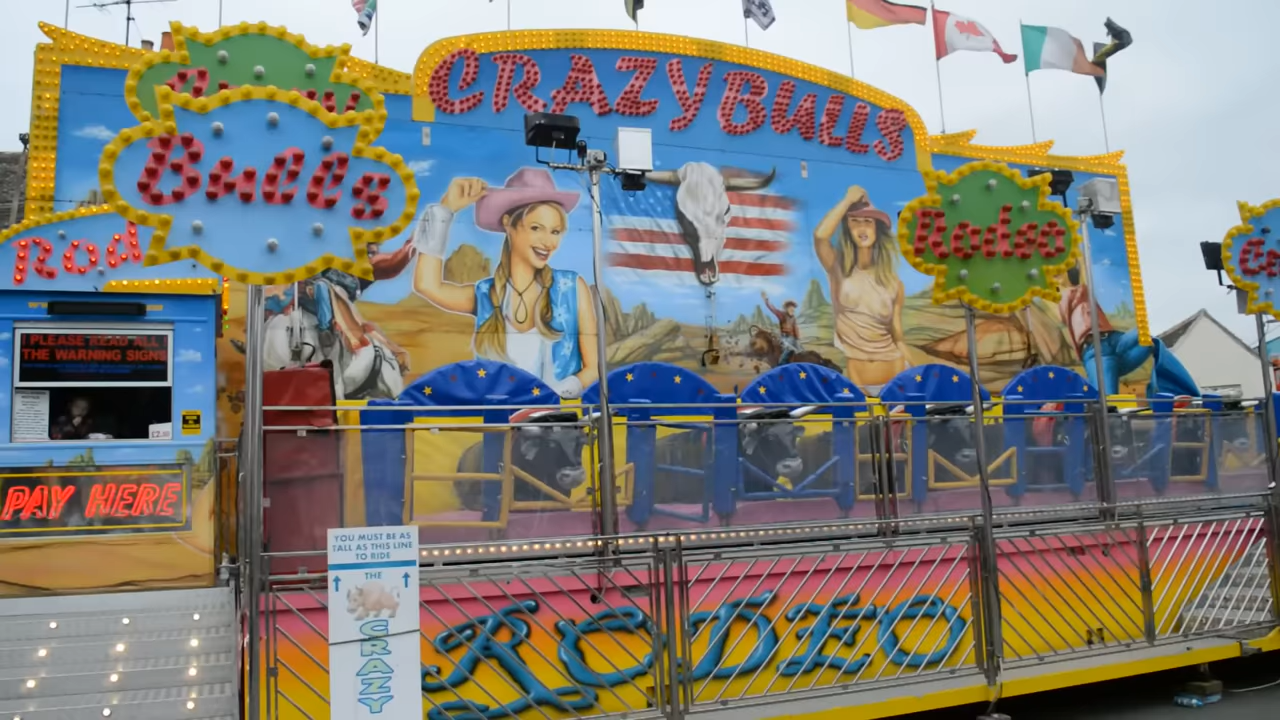 CRAZY BULLS
Crazy
Bulls
Rodeo
Rod
PLEASE READ ALL
THE WARNING SIGNS
PAY HERE
YOU MUST BE AS
TALL AS THIS LINE
TO RIDE
THE
CRAZY
RODEO